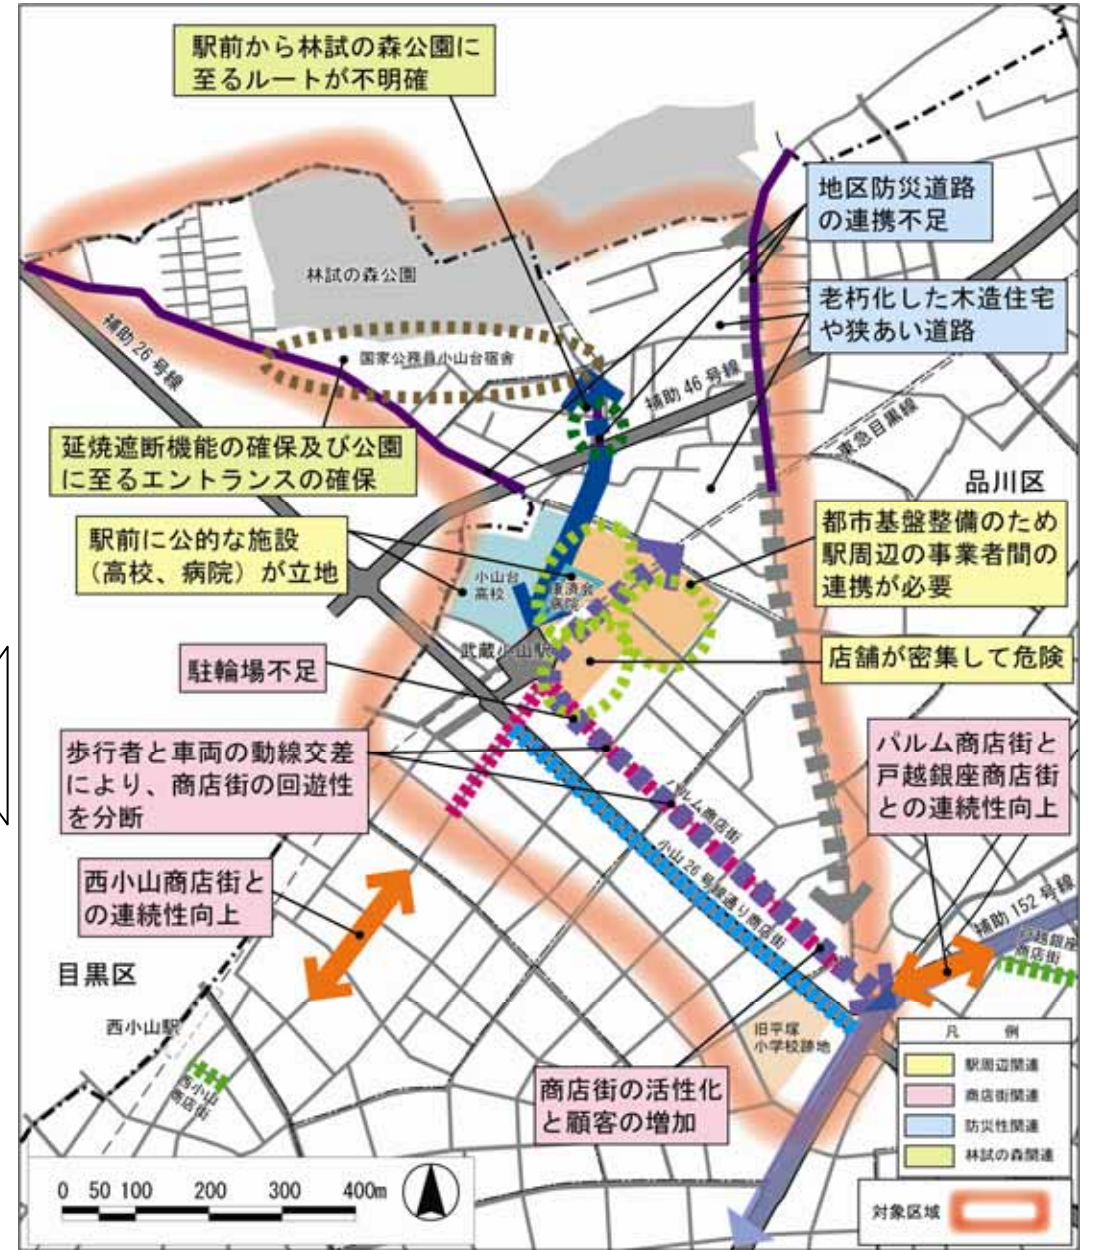 駅前から林試の森公園に
至るルートが不明確
地区防災道路
の連携不足
林試の森公園
老朽化した木造住宅
や狭あい道路
補助26号線
国家公務員小山台宿舎
補助46号線
東急目黒線
延焼遮断機能の確保及び公園
に至るエントランスの確保
品川区
都市基盤整備のため
駅周辺の事業者間の
連携が必要
駅前に公的な施設
（高校、病院）が立地
小山台
高校
病院
武蔵小山駅
店舗が密集して危険
駐輪場不足
歩行者と車両の動線交差
により、商店街の回遊性
を分断
パルム商店街と
戸越銀座商店街
との連続性向上
パルム商店街
小山26号線通り商店街
西小山商店街と
の連続性向上
補助152号線
戸越銀座
商店街
目黒区
西小山駅
旧平塚
小学校跡地
西小山
商店街
商店街の活性化
と顧客の増加
凡 例
駅周辺関連
商店街関連
防災性関連
林試の森関連
対象区域
0 50 100 200 300 400m